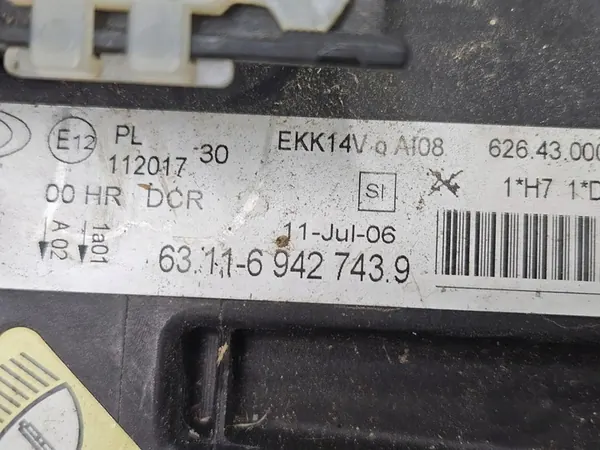 E12 PL 30 EKK14V AI08 626.43.000
112017
00 HR DCR SI 1*H7 1*D
A 02 1a01
11-Jul-06
63.11-6 942 743.9